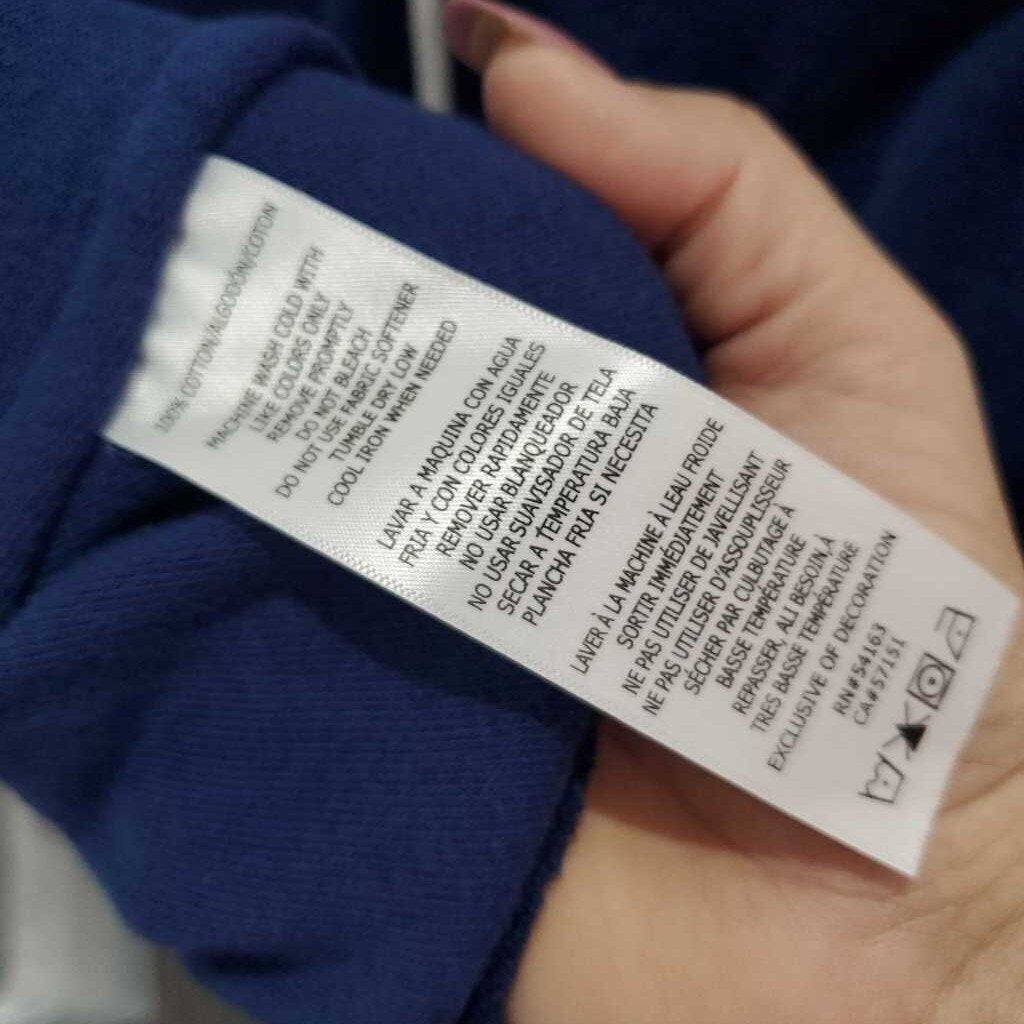 100% COTTON/ALGODÓN/COTON
MACHINE WASH COLD WITH
LIKE COLORS ONLY
REMOVE PROMPTLY
DO NOT BLEACH
DO NOT USE FABRIC SOFTENER
TUMBLE DRY LOW
COOL IRON WHEN NEEDED
LAVAR A MAQUINA CON AGUA
FRIA Y CON COLORES IGUALES
REMOVER RAPIDAMENTE
NO USAR BLANQUEADOR
NO USAR SUAVISADOR DE TELA
SECAR A TEMPERATURA BAJA
PLANCHA FRIA SI NECESTTA
LAVER À LA MACHINE À LEAU FROIDE
SORTIR IMMÉDIATEMENT
NE PAS UTILISER DE JAVELLISANT
NE PAS UTILISER D'ASSOUPLISSEUR
SÉCHER PAR CULBUTAGE À
BASSE TEMPÉRATURE
REPASSER, ALI BESOIN,À
TRES BASSE TEMPÉRATURE
EXCLUSIVE OF DECORATION
RN#54163
CA#57151